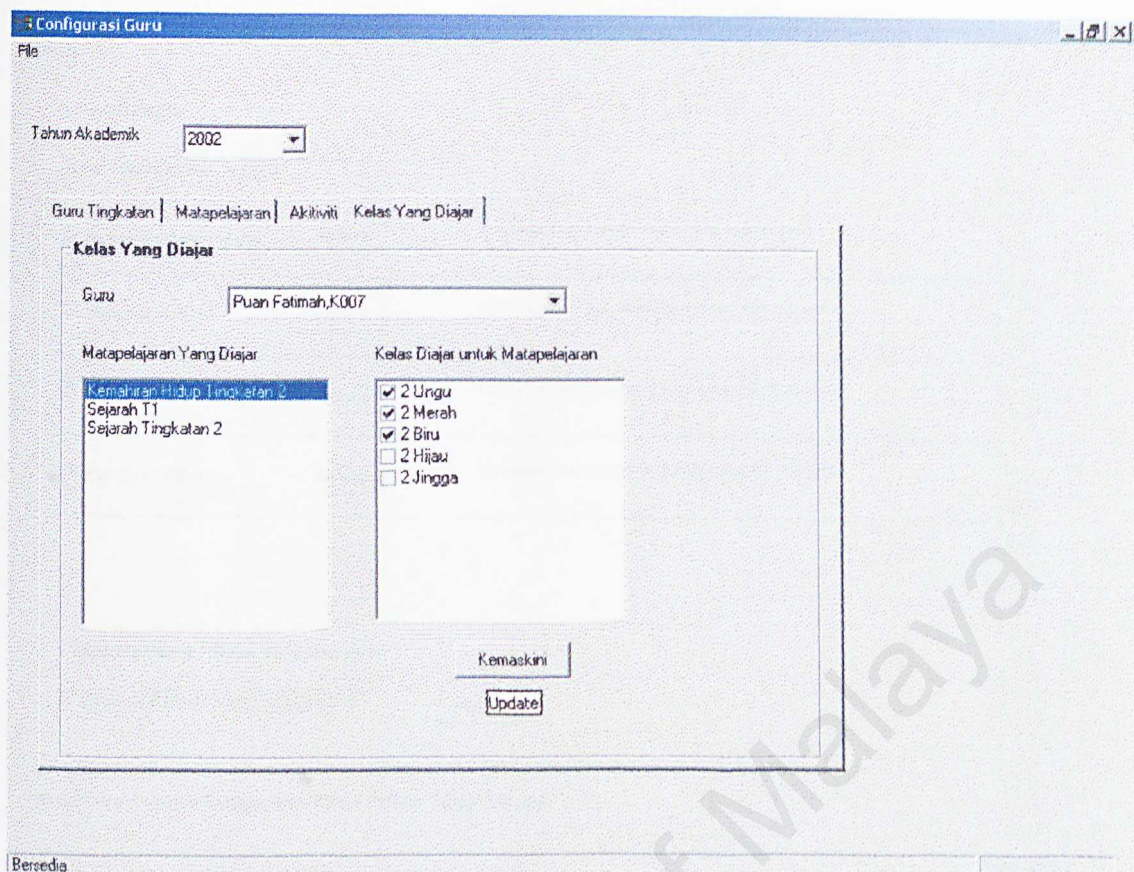 Configurasi Guru
File
Tahun Akademik 2002
Guru Tingkatan Matapelajaran Akitiviti Kelas Yang Diajar
Kelas Yang Diajar
Guru Puan Fatimah,K007
Matapelajaran Yang Diajar Kelas Diajar untuk Matapelajaran
Kemahiran Hidup Tingkatan 2 2 Ungu
Sejarah T1 2 Merah
Sejarah Tingkatan 2 2 Biru
2 Hijau
2 Jingga
Kemaskini
Update
Bersedia
Malaya